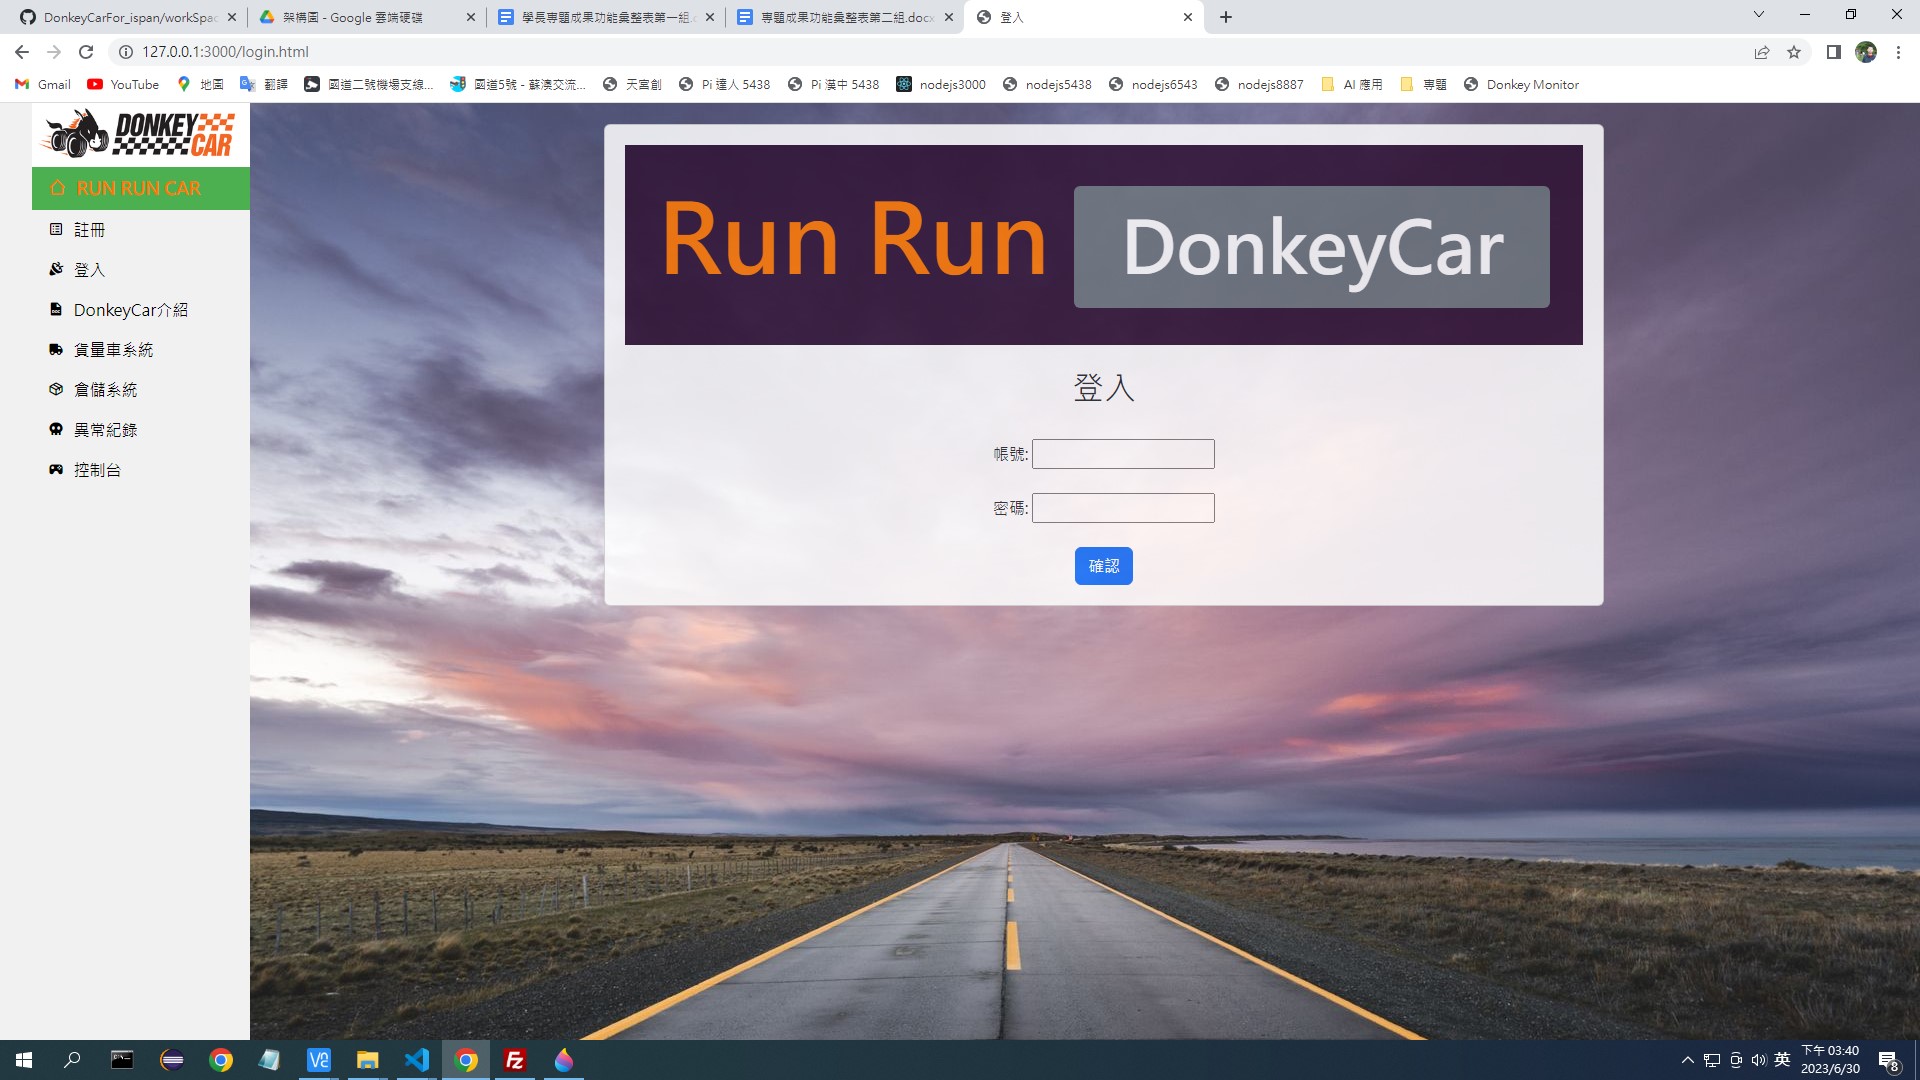 DonkeyCarFor_ispan/workSpac
架構圖 - Google 雲端硬碟
學長專題成果功能彙整表第一組.c
專題成果功能彙整表第二組.docx
登入
127.0.0.1:3000/login.html
Gmail
YouTube
地圖
翻譯
國道二號機場支線...
國道5號 - 蘇澳交流...
天宮創
Pi 達人 5438
Pi 漢中 5438
nodejs3000
nodejs5438
nodejs6543
nodejs8887
AI 應用
專題
Donkey Monitor
DONKEY
CAR
RUN RUN CAR
註冊
登入
DonkeyCar介紹
貨量車系統
倉儲系統
異常紀錄
控制台
Run Run DonkeyCar
登入
帳號:
密碼:
確認
英
下午 03:40
2023/6/30
8